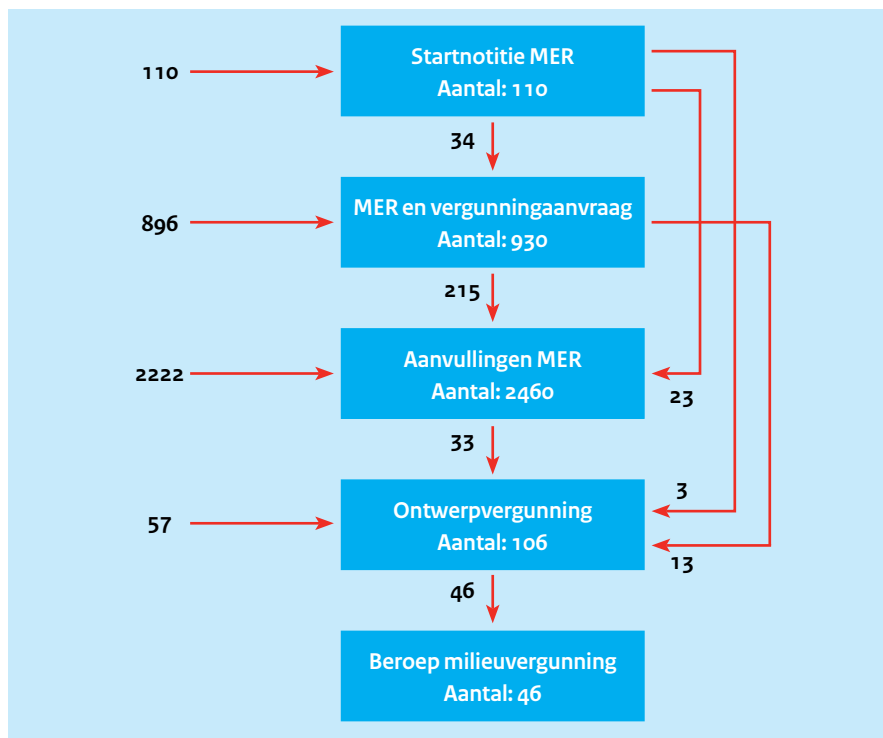 Startnotitie MER
110
Aantal: 110
34
MER en vergunningaanvraag
896
Aantal: 930
215
Aanvullingen MER
2222
Aantal: 2460
23
33
3
Ontwerpvergunning
57
Aantal: 106
13
46
Beroep milieuvergunning
Aantal: 46